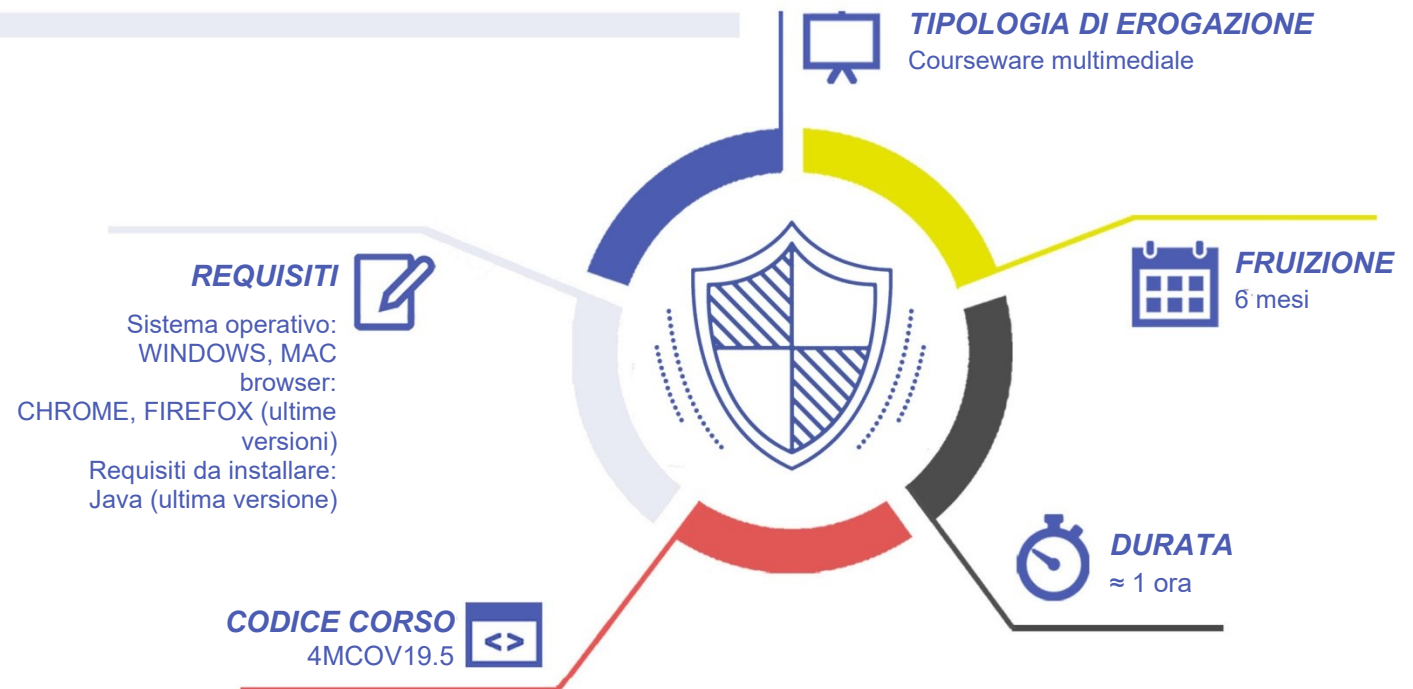 TIPOLOGIA DI EROGAZIONE
Courseware multimediale
REQUISITI
Sistema operativo:
WINDOWS, MAC
browser:
CHROME, FIREFOX (ultime
versioni)
Requisiti da installare:
Java (ultima versione)
FRUIZIONE
6 mesi
DURATA
≈ 1 ora
CODICE CORSO
4MCOV19.5
<>